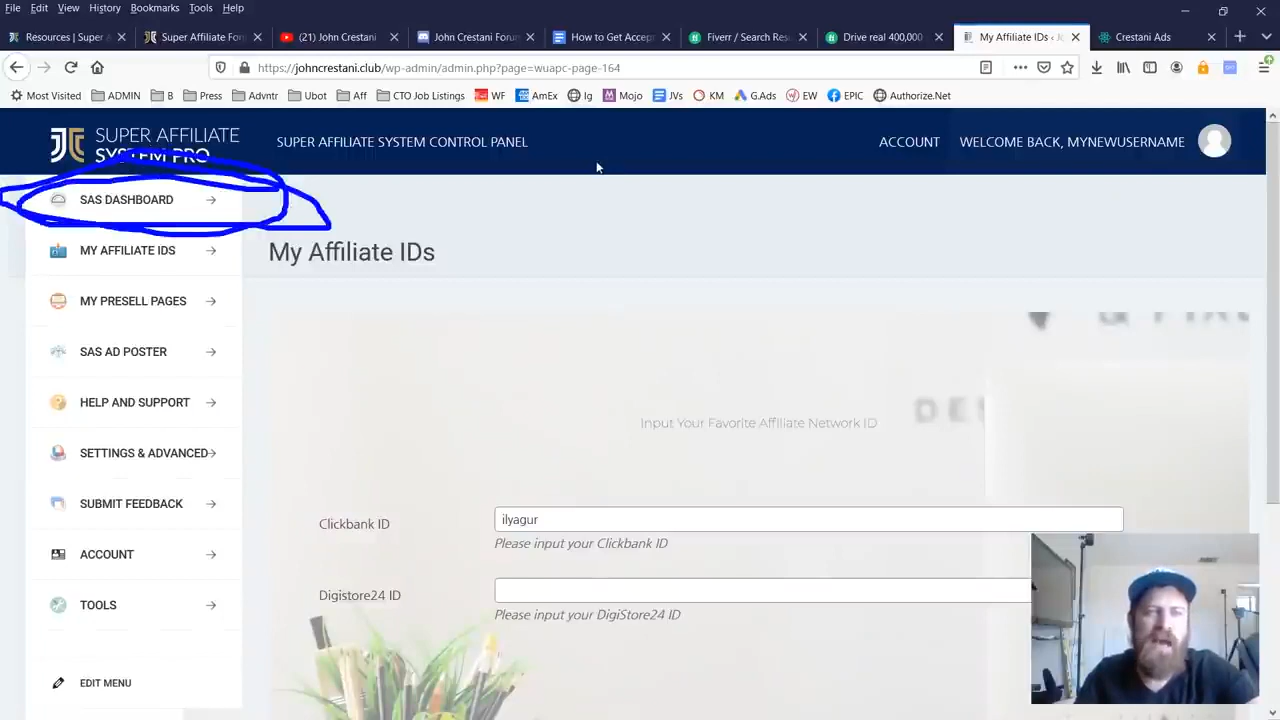 File Edit View History Bookmarks Tools Help
Resources | Super
Super Affiliate For
(21) John Crestani
John Crestani Forum
How to Get Accep
Fiverr / Search Resu
Drive real 400,000
My Affiliate IDs
Crestani Ads
https://johncrestani.club/wp-admin/admin.php?page=wuapc-page-164
Most Visited ADMIN B Press Advntr Ubot Aff CTO Job Listings WF AmEx Ig Mojo JVs KM G.Ads EW EPIC Authorize.Net
SUPER AFFILIATE
SYSTEM PRO
SUPER AFFILIATE SYSTEM CONTROL PANEL
ACCOUNT
WELCOME BACK, MYNEWUSERNAME
SAS DASHBOARD
MY AFFILIATE IDS
MY PRESELL PAGES
SAS AD POSTER
HELP AND SUPPORT
SETTINGS & ADVANCED
SUBMIT FEEDBACK
ACCOUNT
TOOLS
EDIT MENU
My Affiliate IDs
Input Your Favorite Affiliate Network ID
Clickbank ID
ilyagur
Please input your Clickbank ID
Digistore24 ID
Please input your DigiStore24 ID